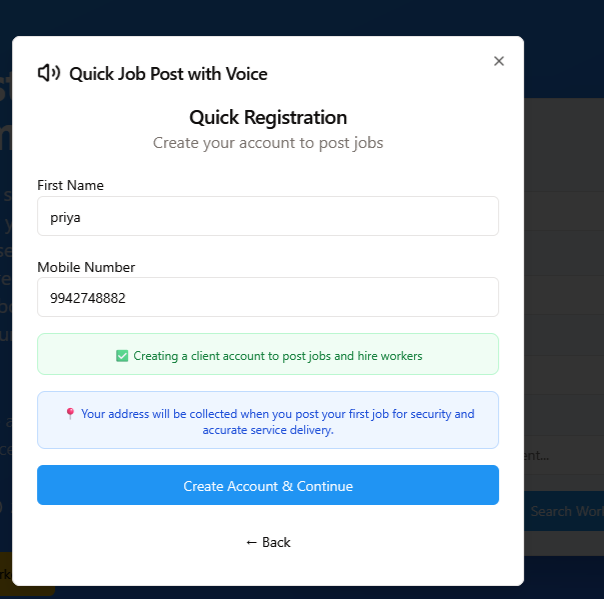 Quick Job Post with Voice
Quick Registration
Create your account to post jobs
First Name
priya
Mobile Number
9942748882
✅ Creating a client account to post jobs and hire workers
📍 Your address will be collected when you post your first job for security and
accurate service delivery.
Create Account & Continue
← Back